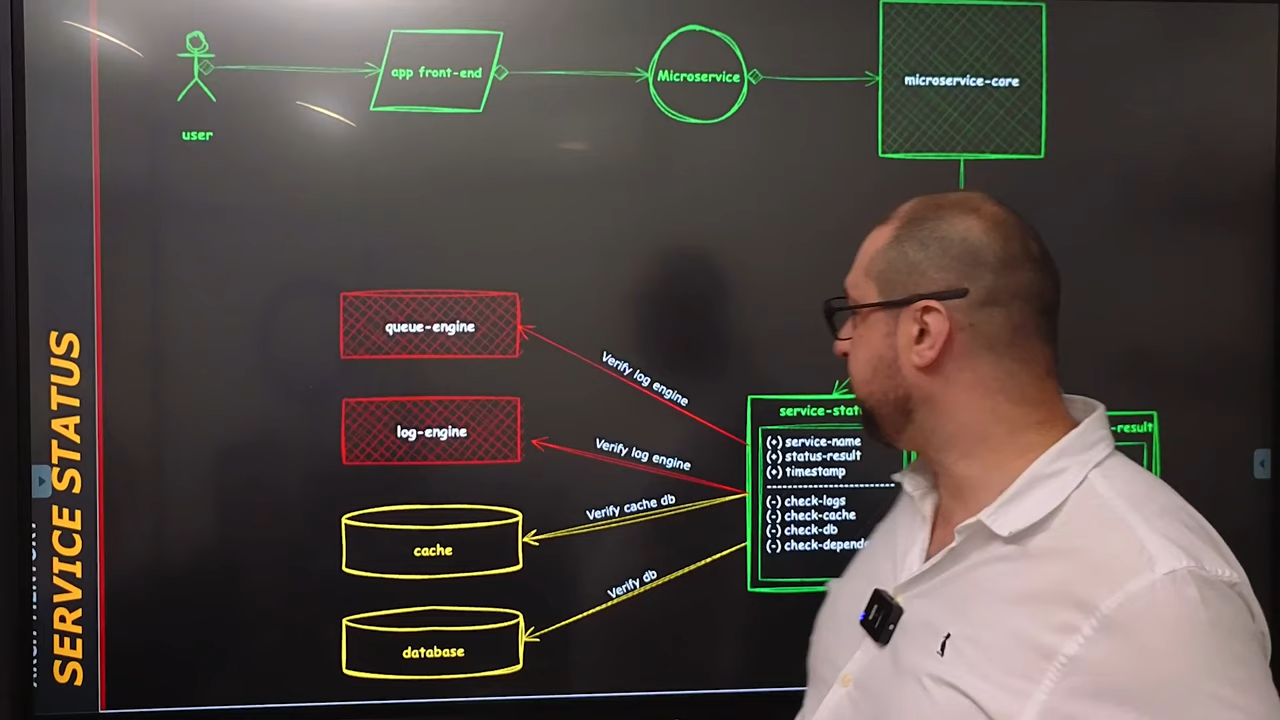 SERVICE STATUS
user
app front-end
Microservice
microservice-core
queue-engine
log-engine
cache
database
Verify log engine
Verify log engine
Verify cache db
Verify db
(+) service-name
(+) status-result
(+) timestamp
(-) check-logs
(-) check-cache
(-) check-db
-result